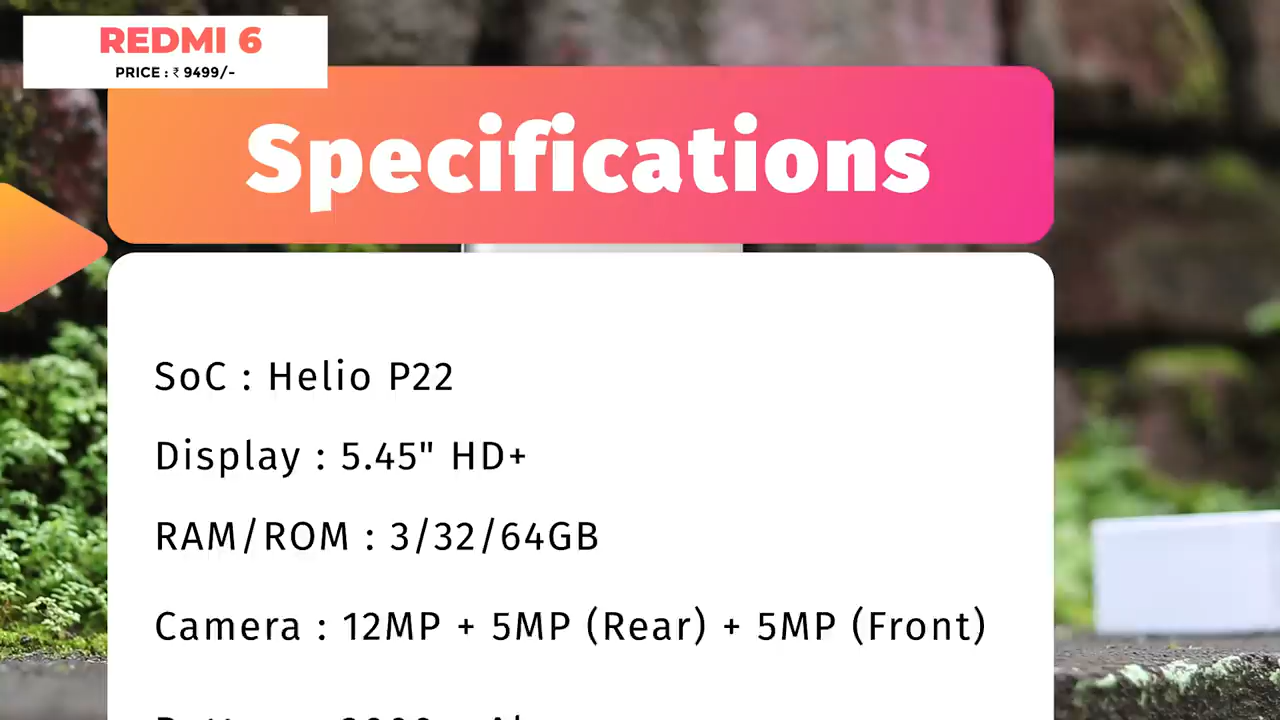 REDMI 6
PRICE : ₹ 9499/-
Specifications
SoC : Helio P22
Display : 5.45" HD+
RAM/ROM : 3/32/64GB
Camera : 12MP + 5MP (Rear) + 5MP (Front)